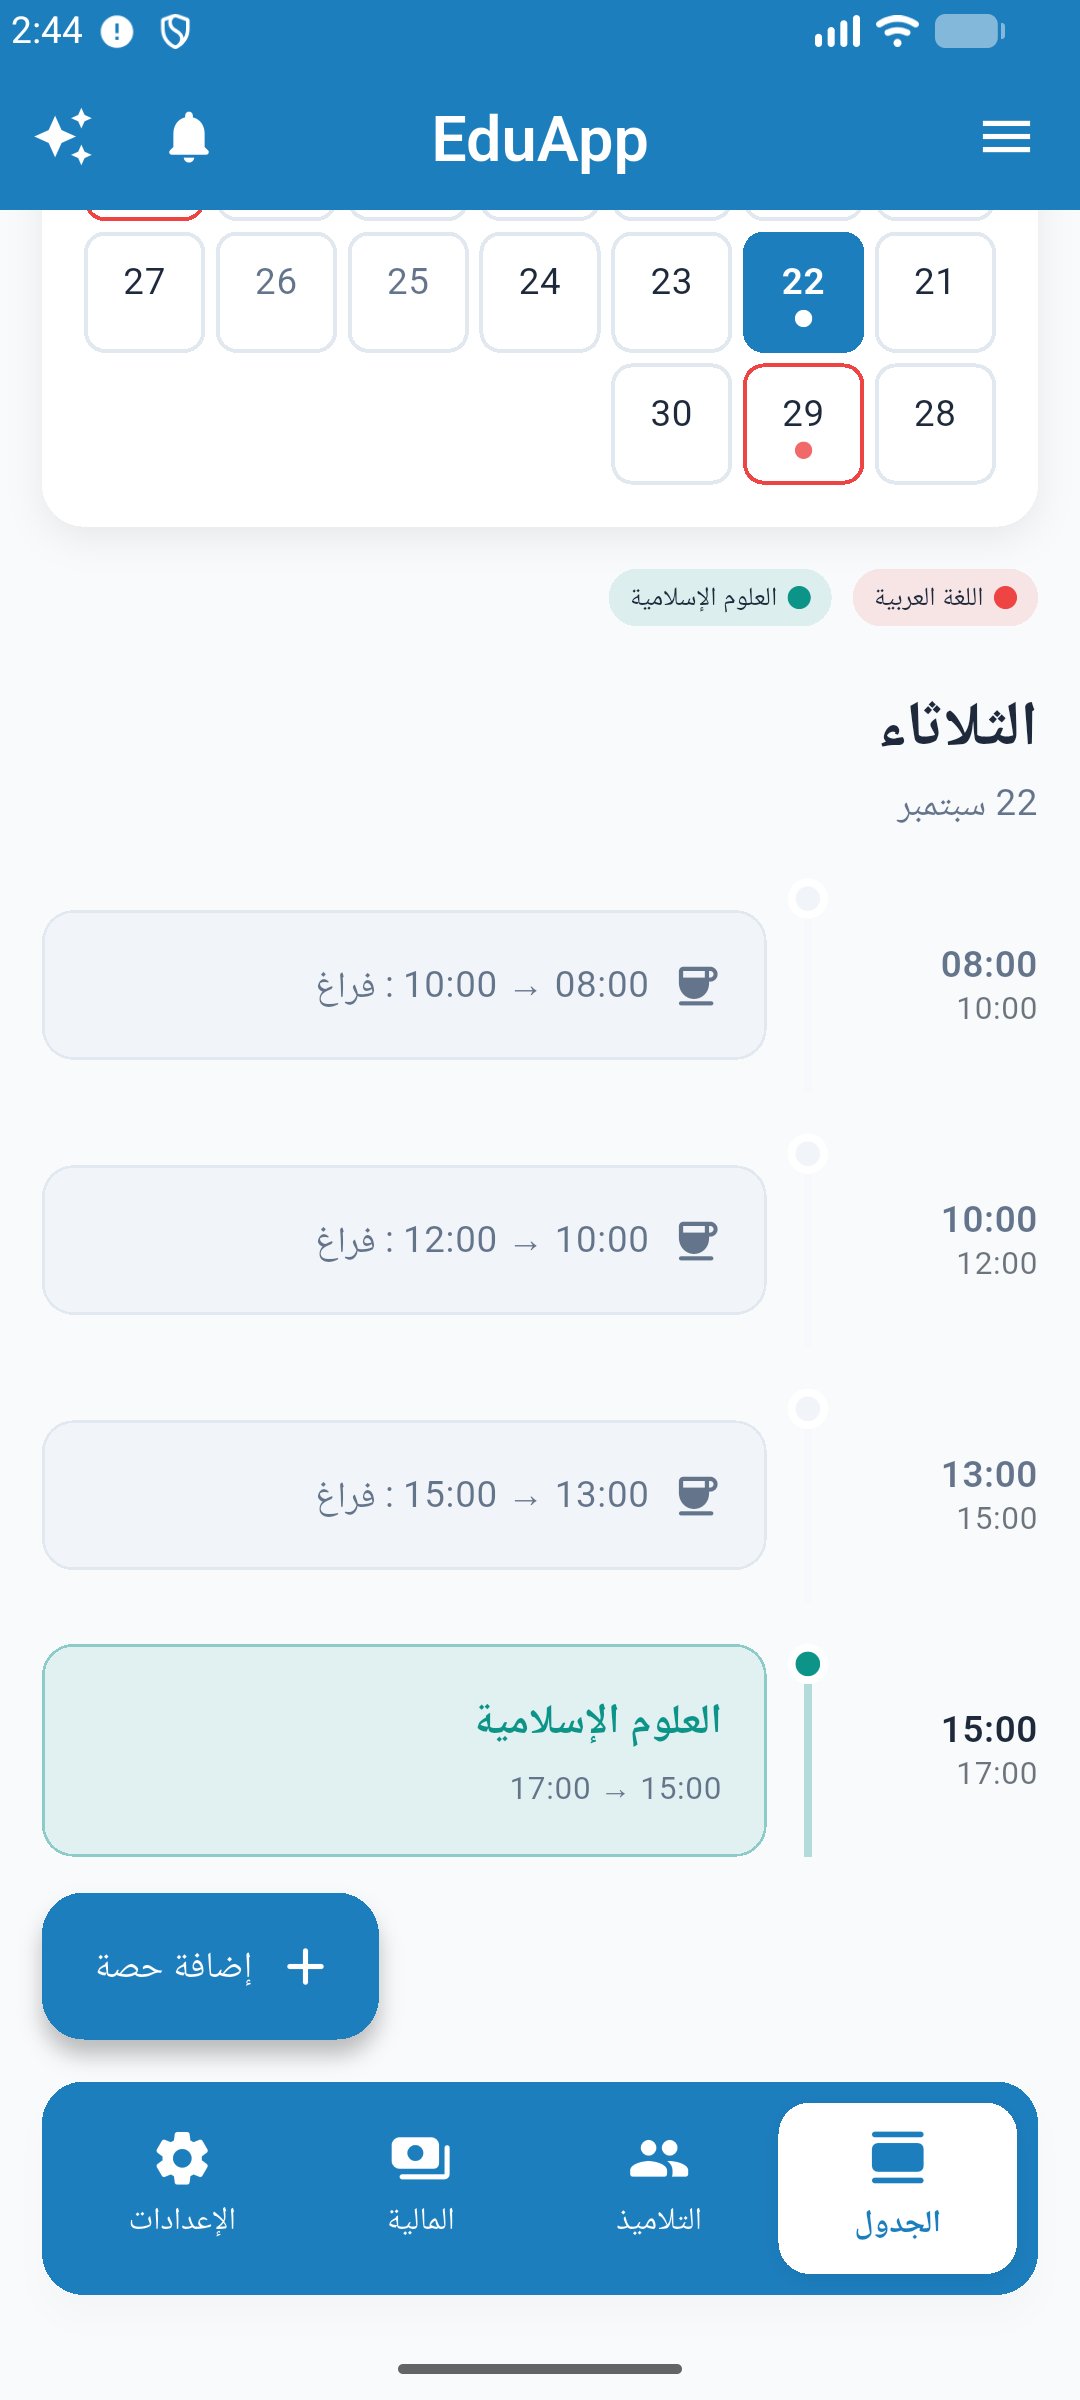 2:44
EduApp
21 22 23 24 25 26 27
28 29 30
اللغة العربية
العلوم الإسلامية
الثلاثاء
22 سبتمبر
08:00
10:00
08:00 → 10:00 : فراغ
10:00
12:00
10:00 → 12:00 : فراغ
13:00
15:00
13:00 → 15:00 : فراغ
15:00
17:00
العلوم الإسلامية
15:00 → 17:00
إضافة حصة
الجدول
التلاميذ
المالية
الإعدادات